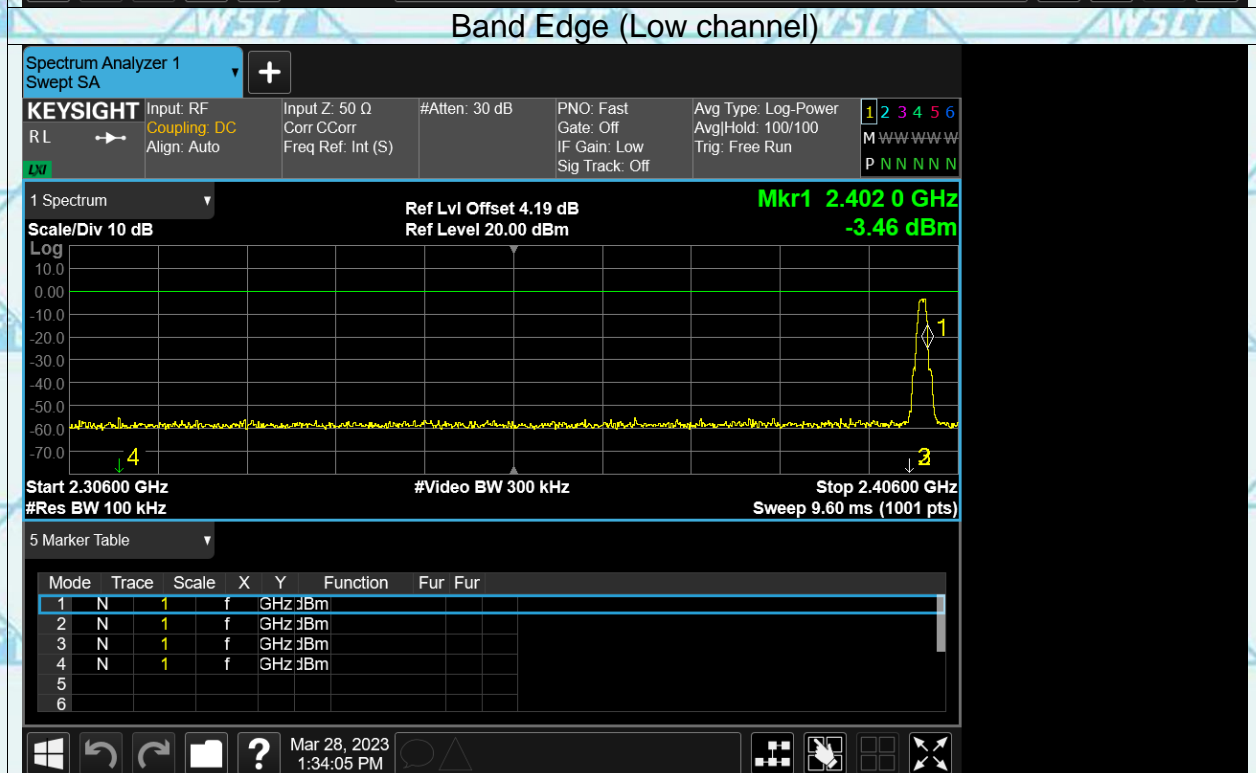 WSCT
Band Edge (Low channel)
WSCT
WSCT
Spectrum Analyzer 1
Swept SA
KEYSIGHT
RL
LXI
Input: RF
Coupling: DC
Align: Auto
Input Z: 50 Ω
Corr CCorr
Freq Ref: Int (S)
#Atten: 30 dB
PNO: Fast
Gate: Off
IF Gain: Low
Sig Track: Off
Avg Type: Log-Power
Avg|Hold: 100/100
Trig: Free Run
1 2 3 4 5 6
M W W W W W
P N N N N N
1 Spectrum
Scale/Div 10 dB
Ref Lvl Offset 4.19 dB
Ref Level 20.00 dBm
Mkr1 2.402 0 GHz
-3.46 dBm
Log
10.0
0.00
-10.0
-20.0
-30.0
-40.0
-50.0
-60.0
-70.0
1
4
Start 2.30600 GHz
#Res BW 100 kHz
#Video BW 300 kHz
Stop 2.40600 GHz
Sweep 9.60 ms (1001 pts)
5 Marker Table
Mode Trace Scale X Y Function Fur Fur
1 N 1 f GHz dBm
2 N 1 f GHz dBm
3 N 1 f GHz dBm
4 N 1 f GHz dBm
5
6
?
Mar 28, 2023
1:34:05 PM